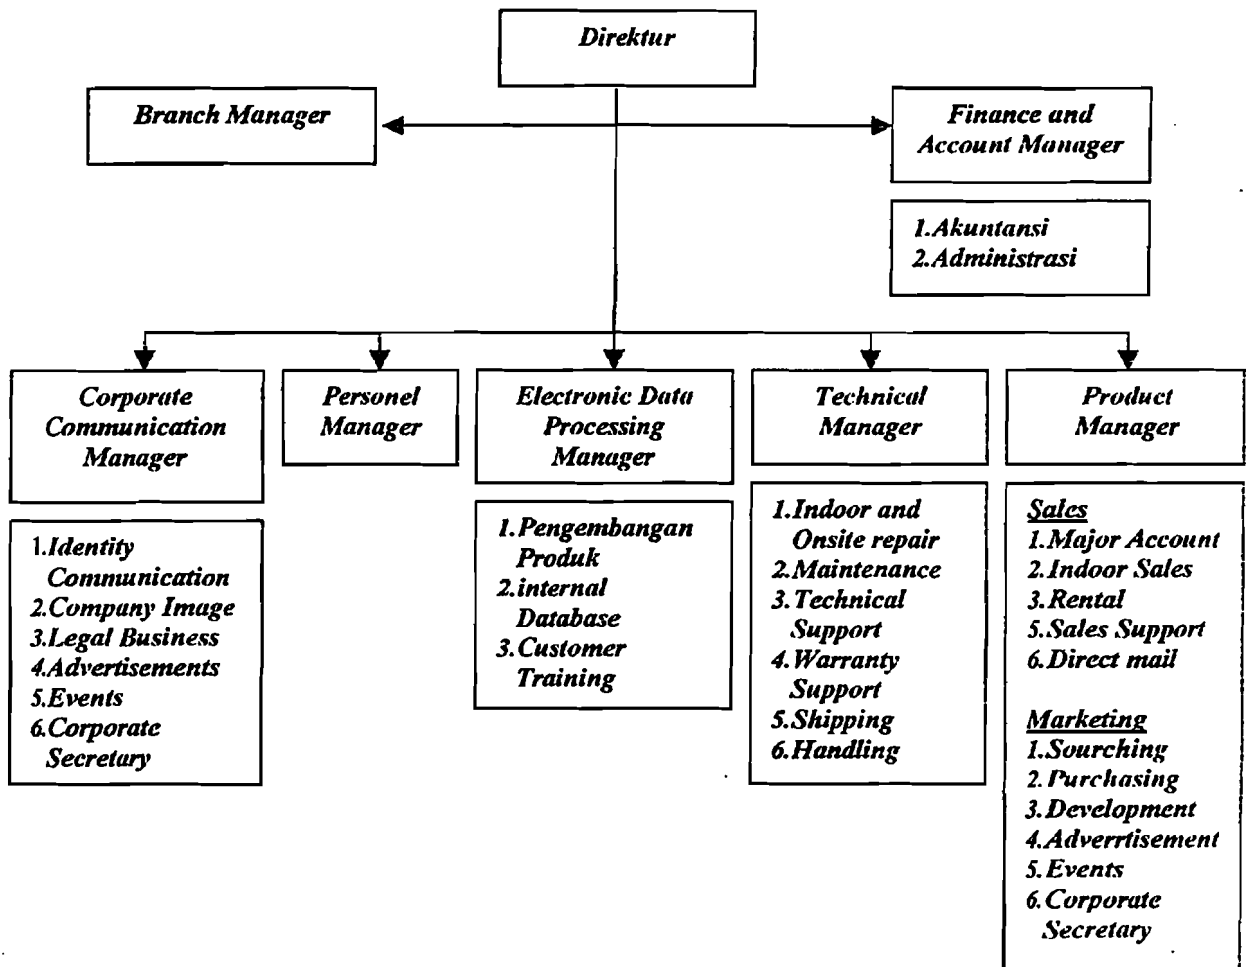 Direktur
Branch Manager
Finance and
Account Manager
1.Akuntansi
2.Administrasi
Corporate
Communication
Manager
Personel
Manager
Electronic Data
Processing
Manager
Technical
Manager
Product
Manager
1.Identity
Communication
2.Company Image
3.Legal Business
4.Advertisements
5.Events
6.Corporate
Secretary
1.Pengembangan
Produk
2.internal
Database
3.Customer
Training
1.Indoor and
Onsite repair
2.Maintenance
3.Technical
Support
4.Warranty
Support
5.Shipping
6.Handling
Sales
1.Major Account
2.Indoor Sales
3.Rental
5.Sales Support
6.Direct mail
Marketing
1.Sourching
2.Purchasing
3.Development
4.Adverrtisement
5.Events
6.Corporate
Secretary